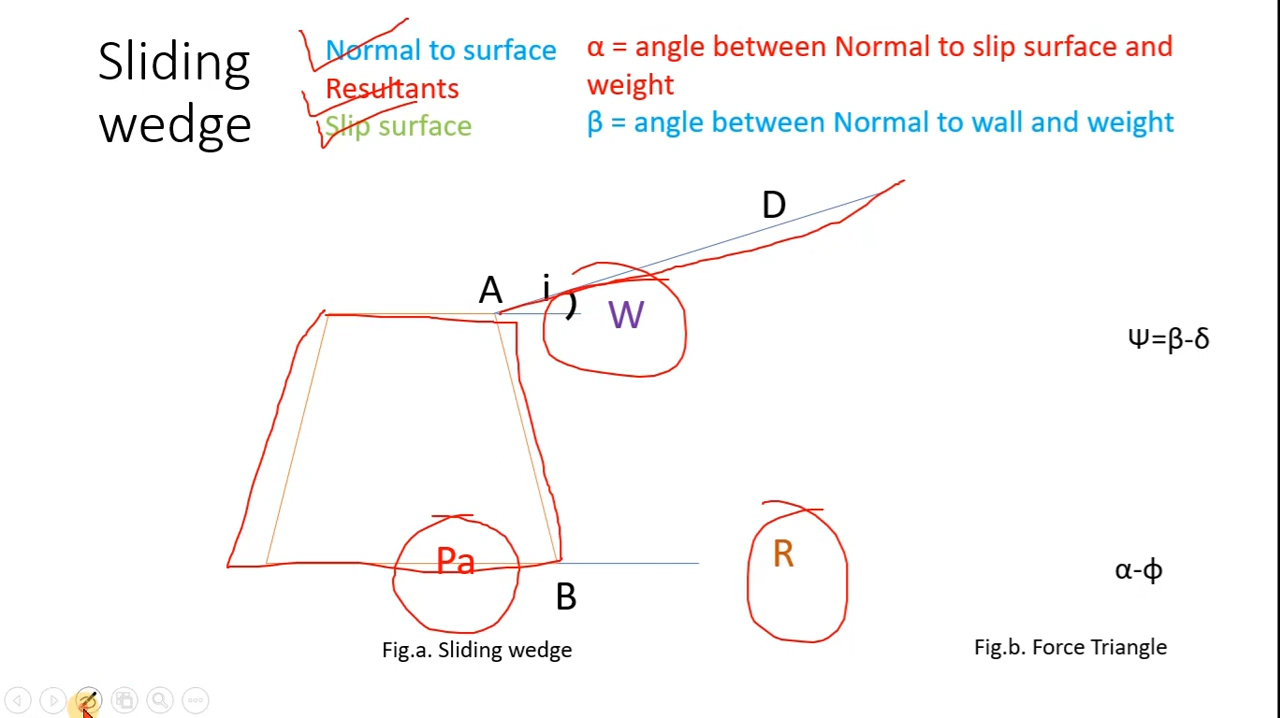 Sliding
wedge
Normal to surface
Resultants
Slip surface
α = angle between Normal to slip surface and
weight
β = angle between Normal to wall and weight
D
A
i
W
Ψ=β-δ
Pa
R
B
α-ϕ
Fig.a. Sliding wedge
Fig.b. Force Triangle